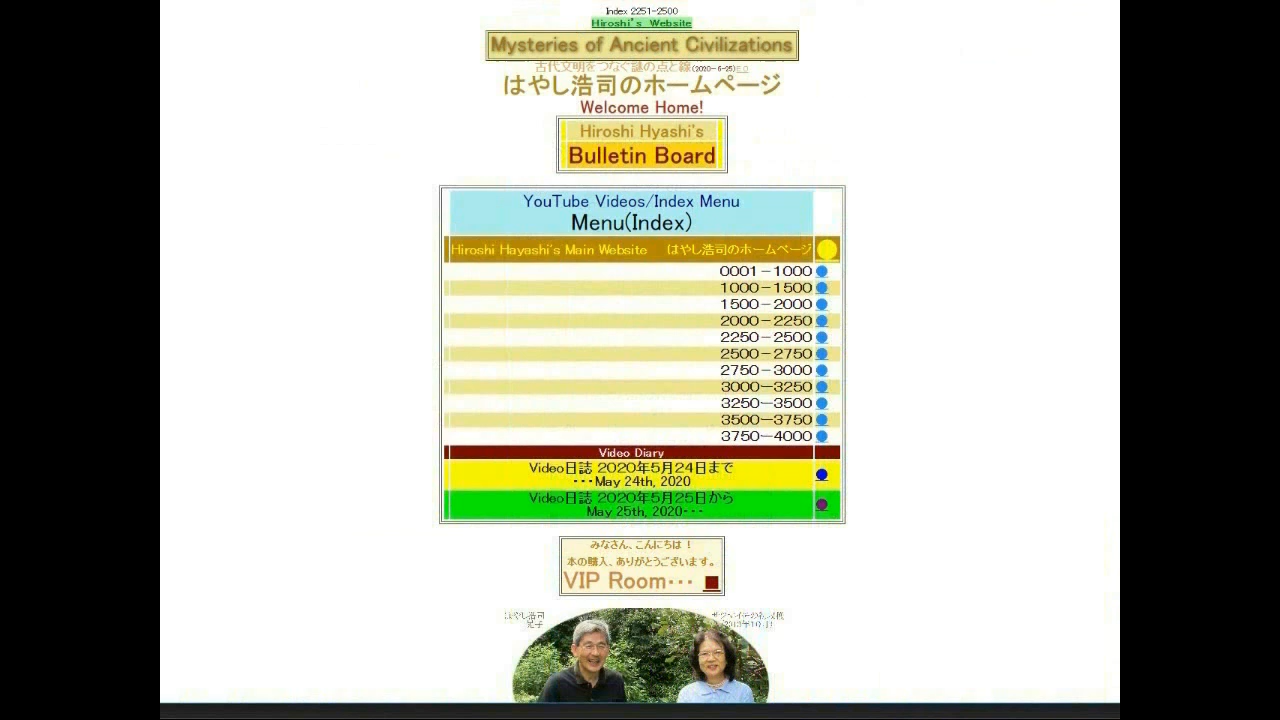 Index 2251-2500
Hiroshi's Website
Mysteries of Ancient Civilizations
古代文明をつなぐ謎の点と線(2020-6-25)
はやし浩司のホームページ
Welcome Home!
Hiroshi Hyashi's
Bulletin Board
YouTube Videos/Index Menu
Menu(Index)
Hiroshi Hayashi's Main Website はやし浩司のホームページ
0001－1000
1000－1500
1500－2000
2000－2250
2250－2500
2500－2750
2750－3000
3000－3250
3250－3500
3500－3750
3750－4000
Video Diary
Video日誌 2020年5月24日まで
・・・May 24th, 2020
Video日誌 2020年5月25日から
May 25th, 2020・・・
みなさん、こんにちは！
本の購入、ありがとうございます。
VIP Room・・・
はやし浩司